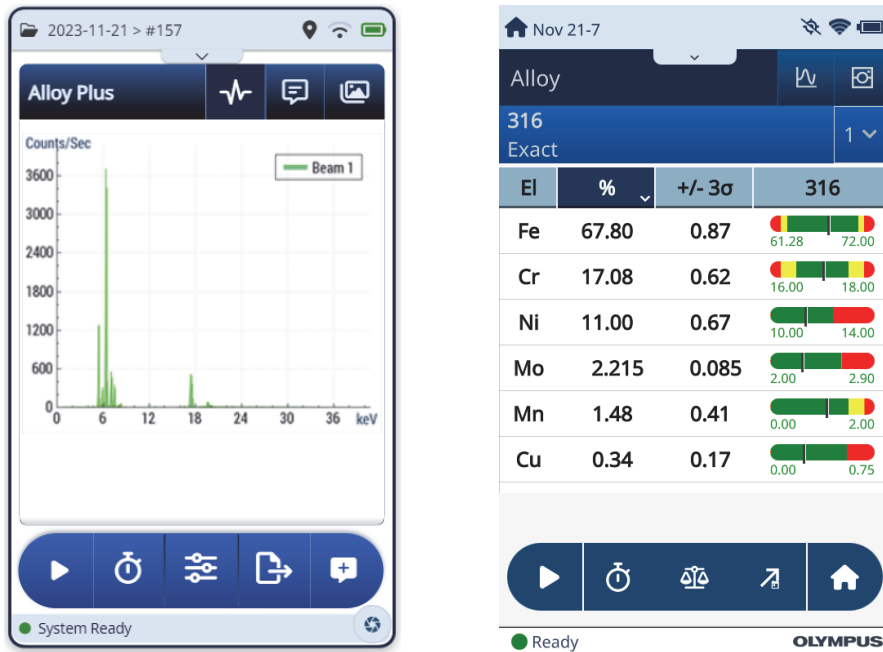 2023-11-21 > #157
Alloy Plus
Counts/Sec
Beam 1
3600
3000
2400
1800
1200
600
0
0 6 12 18 24 30 36 keV
System Ready
Nov 21-7
Alloy
316
Exact
1
El % +/- 3σ 316
Fe 67.80 0.87 61.28 72.00
Cr 17.08 0.62 16.00 18.00
Ni 11.00 0.67 10.00 14.00
Mo 2.215 0.085 2.00 2.90
Mn 1.48 0.41 0.00 2.00
Cu 0.34 0.17 0.00 0.75
Ready
OLYMPUS